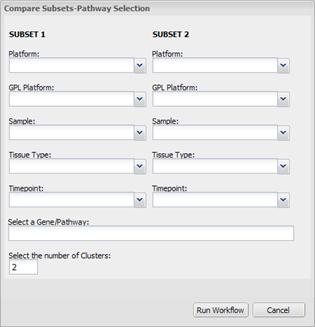 Compare Subsets-Pathway Selection
SUBSET 1 SUBSET 2
Platform: Platform:
GPL Platform: GPL Platform:
Sample: Sample:
Tissue Type: Tissue Type:
Timepoint: Timepoint:
Select a Gene/Pathway:
Select the number of Clusters:
2
Run Workflow Cancel